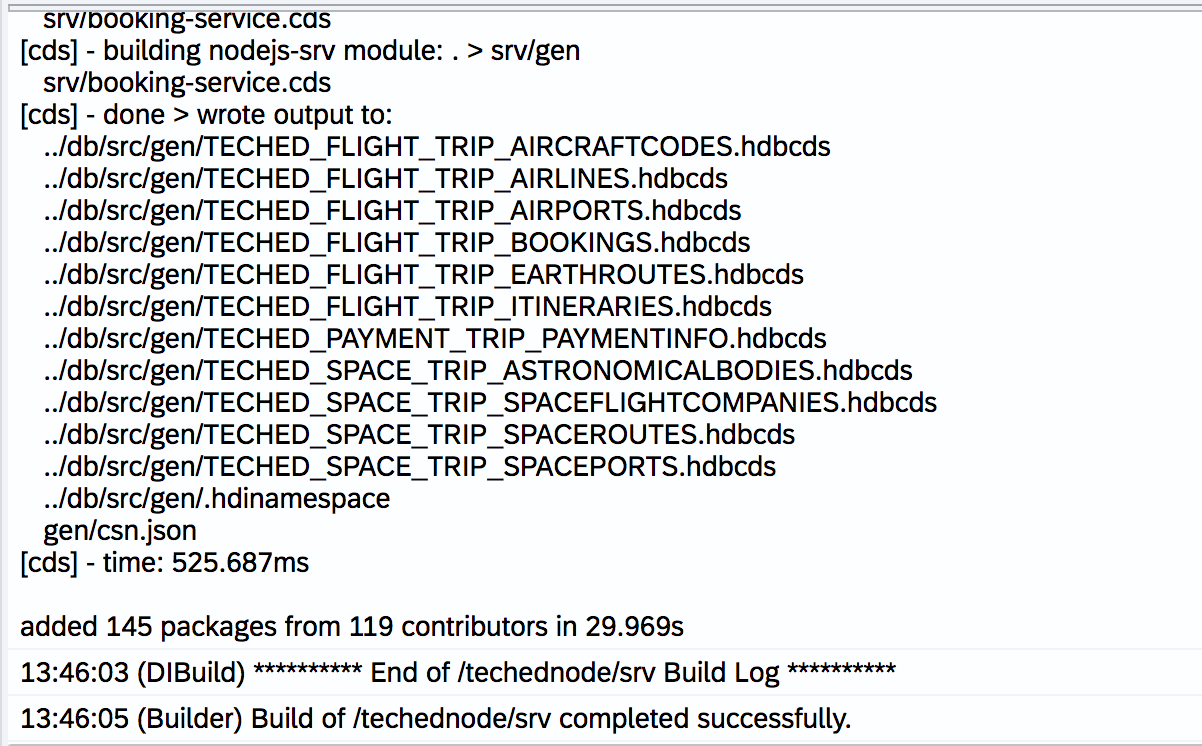 srv/booking-service.cds
[cds] - building nodejs-srv module: . > srv/gen
srv/booking-service.cds
[cds] - done > wrote output to:
../db/src/gen/TECHED_FLIGHT_TRIP_AIRCRAFTCODES.hdbcds
../db/src/gen/TECHED_FLIGHT_TRIP_AIRLINES.hdbcds
../db/src/gen/TECHED_FLIGHT_TRIP_AIRPORTS.hdbcds
../db/src/gen/TECHED_FLIGHT_TRIP_BOOKINGS.hdbcds
../db/src/gen/TECHED_FLIGHT_TRIP_EARTHROUTES.hdbcds
../db/src/gen/TECHED_FLIGHT_TRIP_ITINERARIES.hdbcds
../db/src/gen/TECHED_PAYMENT_TRIP_PAYMENTINFO.hdbcds
../db/src/gen/TECHED_SPACE_TRIP_ASTRONOMICALBODIES.hdbcds
../db/src/gen/TECHED_SPACE_TRIP_SPACEFLIGHTCOMPANIES.hdbcds
../db/src/gen/TECHED_SPACE_TRIP_SPACEROUTES.hdbcds
../db/src/gen/TECHED_SPACE_TRIP_SPACEPORTS.hdbcds
../db/src/gen/.hdinamespace
gen/csn.json
[cds] - time: 525.687ms
added 145 packages from 119 contributors in 29.969s
13:46:03 (DIBuild) ********** End of /techednode/srv Build Log **********
13:46:05 (Builder) Build of /techednode/srv completed successfully.